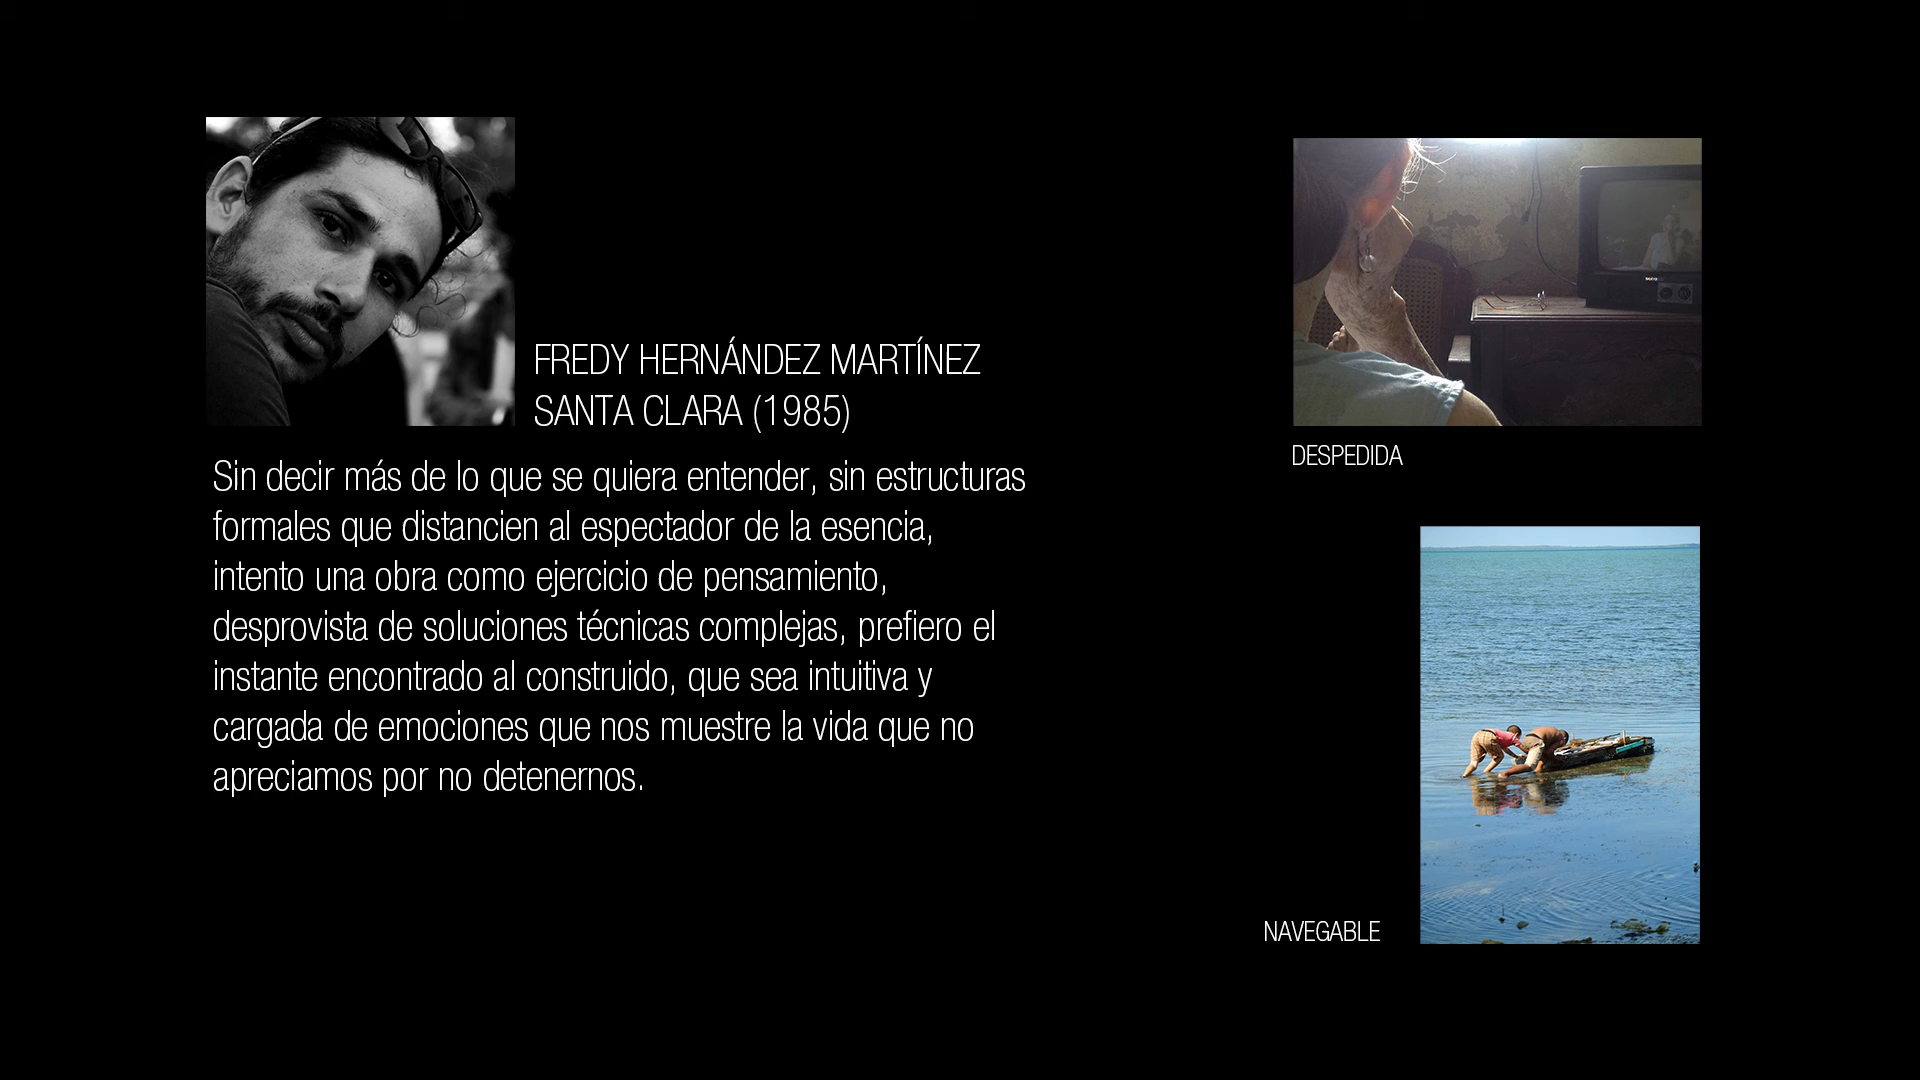 FREDY HERNÁNDEZ MARTÍNEZ
SANTA CLARA (1985)
Sin decir más de lo que se quiera entender, sin estructuras
formales que distancien al espectador de la esencia,
intento una obra como ejercicio de pensamiento,
desprovista de soluciones técnicas complejas, prefiero el
instante encontrado al construido, que sea intuitiva y
cargada de emociones que nos muestre la vida que no
apreciamos por no detenernos.
DESPEDIDA
NAVEGABLE